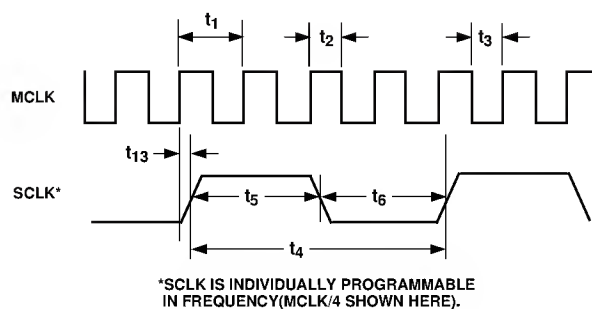 t1
t2
t3
MCLK
t13
SCLK*
t5
t6
t4
*SCLK IS INDIVIDUALLY PROGRAMMABLE
IN FREQUENCY(MCLK/4 SHOWN HERE).